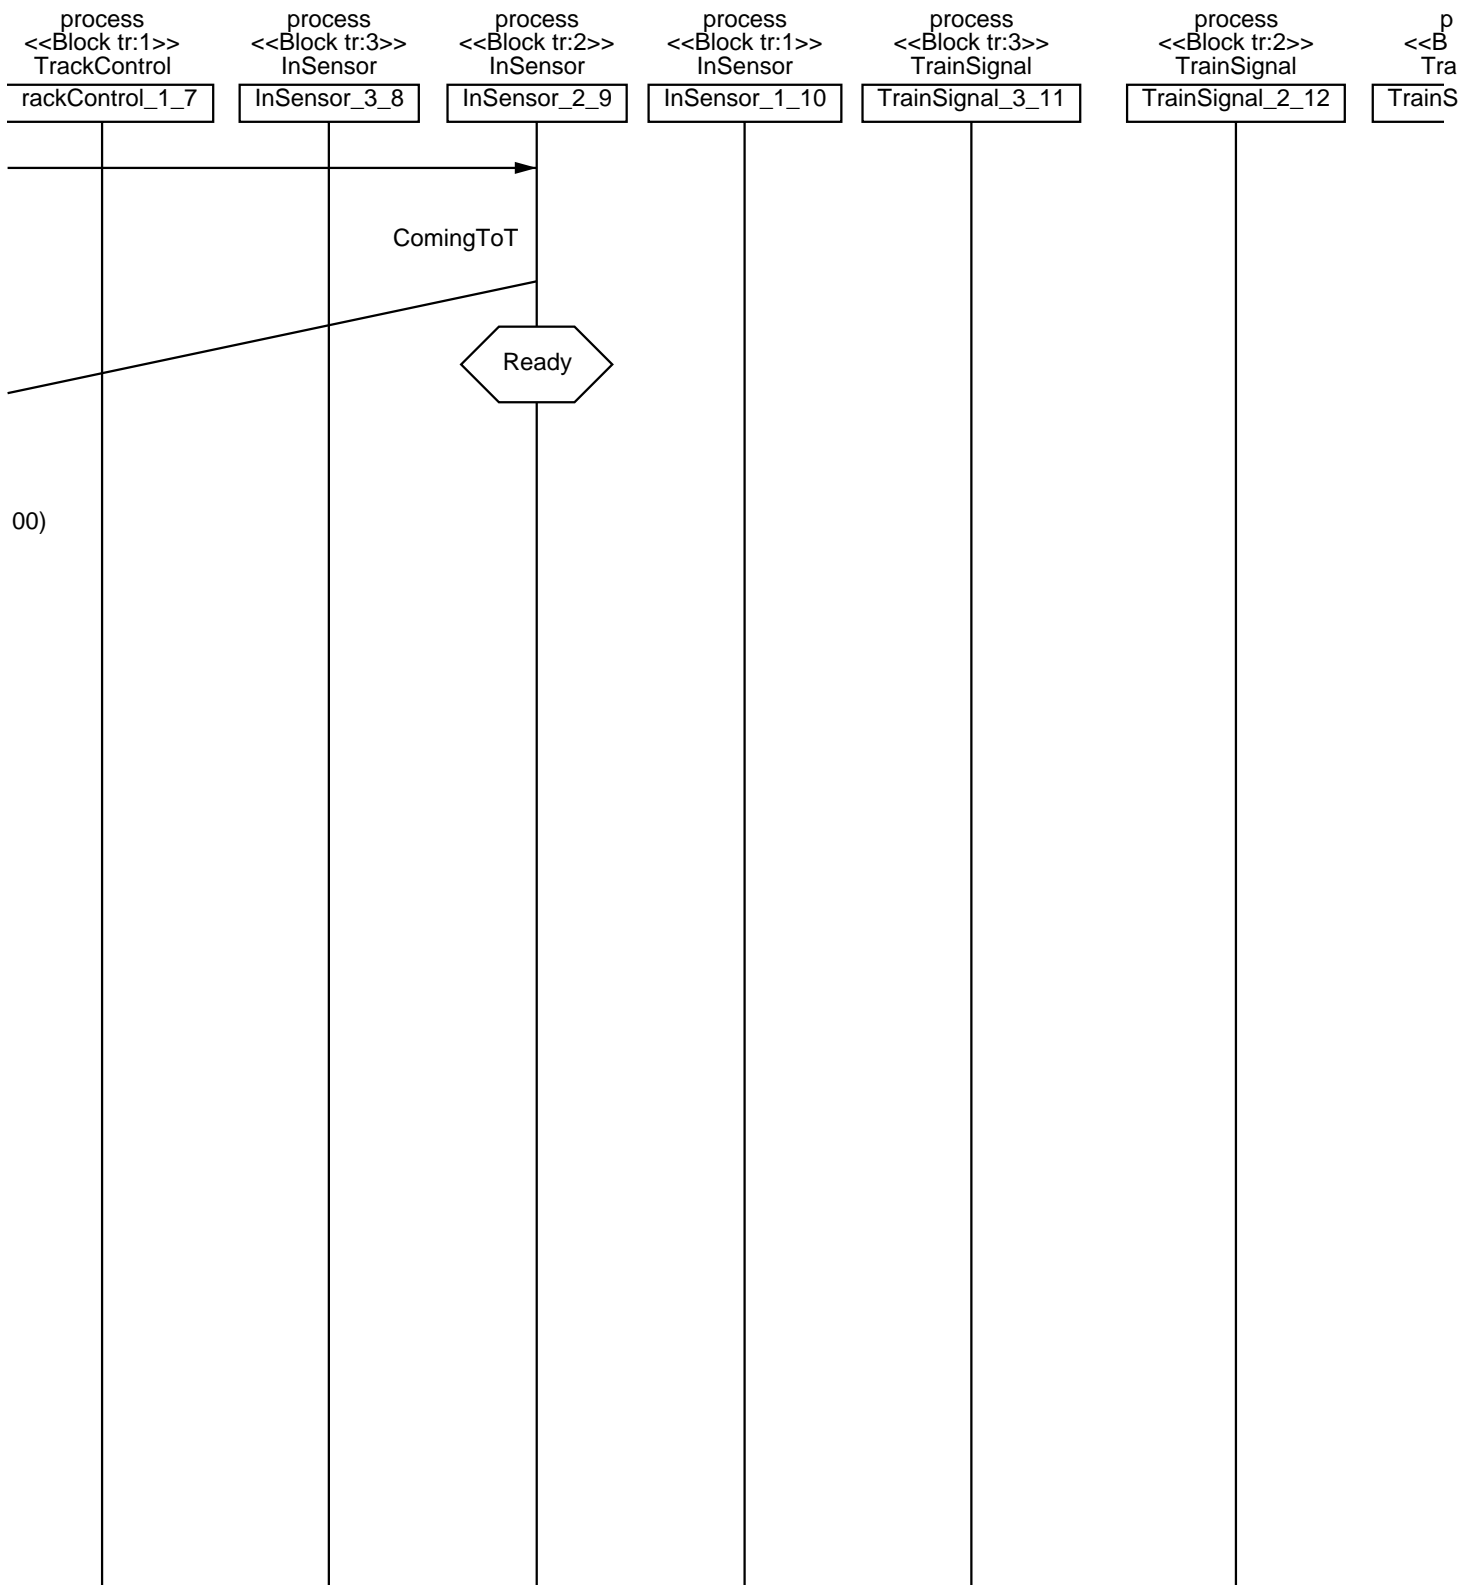 process
<<Block tr:1>>
TrackControl
rackControl_1_7
process
<<Block tr:3>>
InSensor
InSensor_3_8
process
<<Block tr:2>>
InSensor
InSensor_2_9
process
<<Block tr:1>>
InSensor
InSensor_1_10
process
<<Block tr:3>>
TrainSignal
TrainSignal_3_11
process
<<Block tr:2>>
TrainSignal
TrainSignal_2_12
p
<<B
Tra
TrainS
ComingToT
Ready
00)